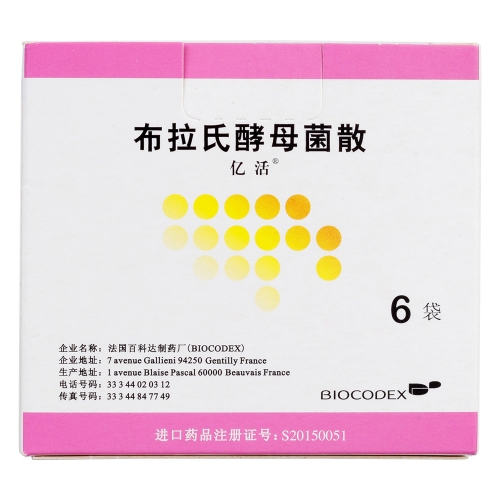 布拉氏酵母菌散
亿活®
6袋
企业名称：法国百科达制药厂(BIOCODEX)
企业地址：7 avenue Gallieni 94250 Gentilly France
生产地址：1 avenue Blaise Pascal 60000 Beauvais France
电话号码：33 3 44 02 03 12
传真号码：33 3 44 84 77 49
BIOCODEX
进口药品注册证号：S20150051